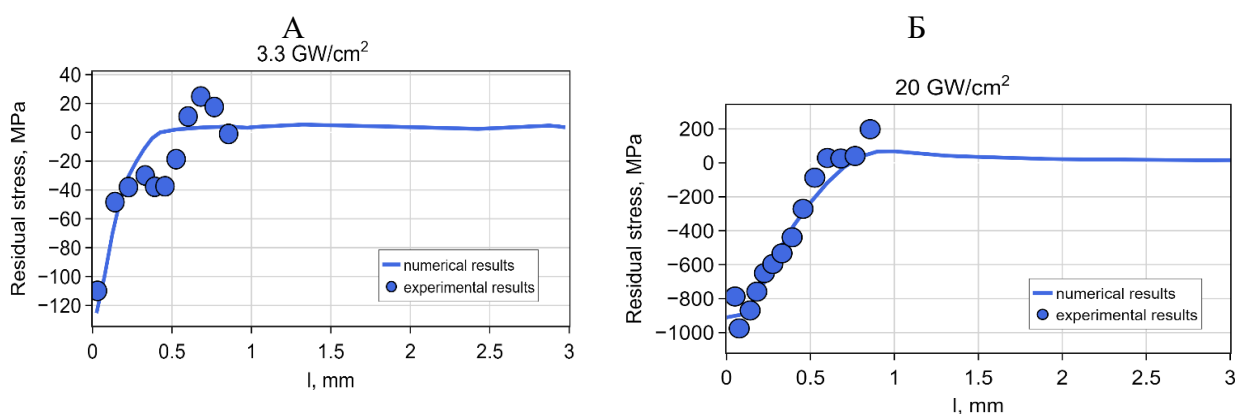 А
3.3 GW/cm²
40
20
0
−20
−40
−60
−80
−100
−120
Residual stress, MPa
0 0.5 1 1.5 2 2.5 3
l, mm
numerical results
experimental results
Б
20 GW/cm²
200
0
−200
−400
−600
−800
−1000
Residual stress, MPa
0 0.5 1 1.5 2 2.5 3
l, mm
numerical results
experimental results